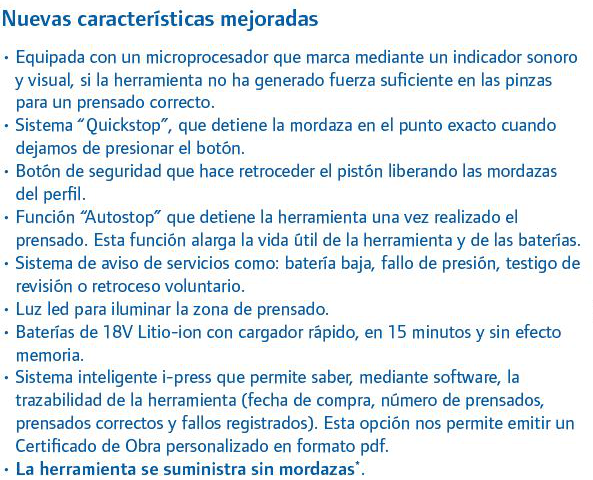 Nuevas características mejoradas
· Equipada con un microprocesador que marca mediante un indicador sonoro
y visual, si la herramienta no ha generado fuerza suficiente en las pinzas
para un prensado correcto.
· Sistema “Quickstop”, que detiene la mordaza en el punto exacto cuando
dejamos de presionar el botón.
· Botón de seguridad que hace retroceder el pistón liberando las mordazas
del perfil.
· Función “Autostop” que detiene la herramienta una vez realizado el
prensado. Esta función alarga la vida útil de la herramienta y de las baterías.
· Sistema de aviso de servicios como: batería baja, fallo de presión, testigo de
revisión o retroceso voluntario.
· Luz led para iluminar la zona de prensado.
· Baterías de 18V Litio-ion con cargador rápido, en 15 minutos y sin efecto
memoria.
· Sistema inteligente i-press que permite saber, mediante software, la
trazabilidad de la herramienta (fecha de compra, número de prensados,
prensados correctos y fallos registrados). Esta opción nos permite emitir un
Certificado de Obra personalizado en formato pdf.
· La herramienta se suministra sin mordazas*.